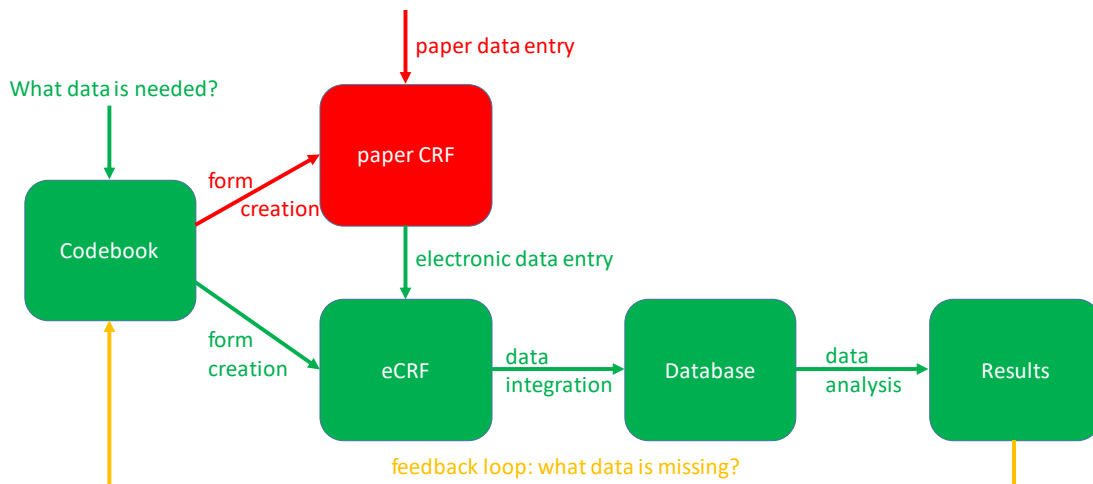 paper data entry
What data is needed?
paper CRF
form
creation
Codebook
electronic data entry
form
creation
eCRF
data
integration
Database
data
analysis
Results
feedback loop: what data is missing?